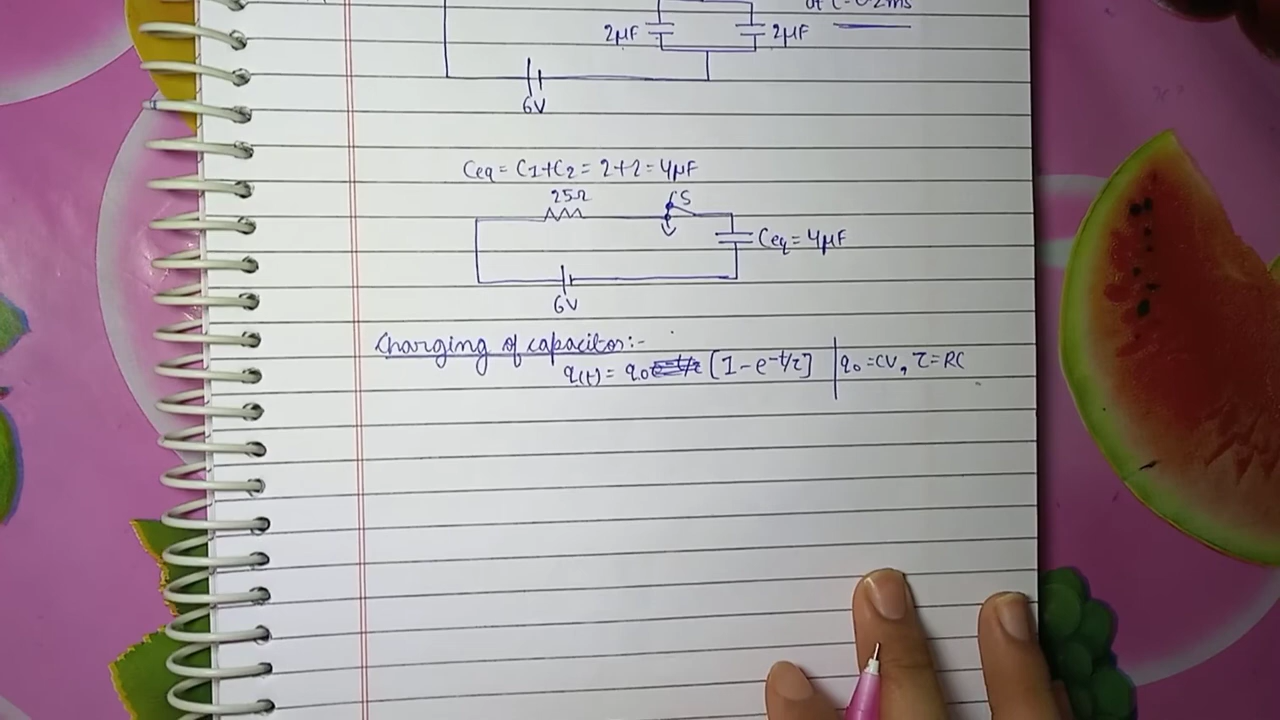 2μF
2μF
6V
Ceq = C1+C2 = 2+2 = 4μF
25Ω
S
Ceq = 4μF
6V
Charging of capacitor:-
q(t) = q0 [1-e-t/τ] | q0 = CV, τ = RC